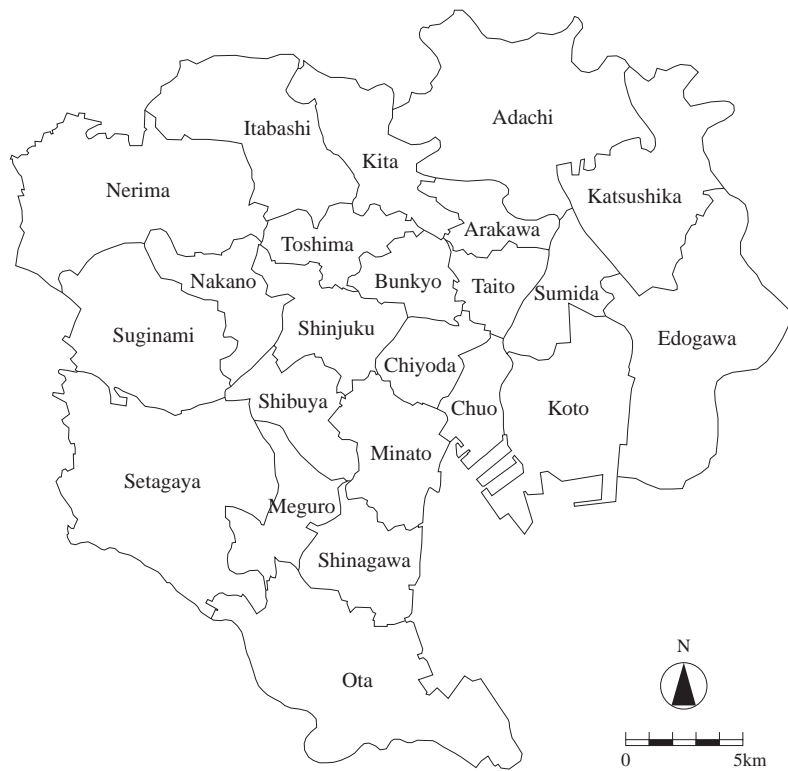 Adachi
Itabashi
Kita
Nerima
Katsushika
Arakawa
Toshima
Nakano
Bunkyo
Taito
Sumida
Suginami
Shinjuku
Edogawa
Chiyoda
Shibuya
Chuo
Koto
Minato
Setagaya
Meguro
Shinagawa
N
Ota
0 5km